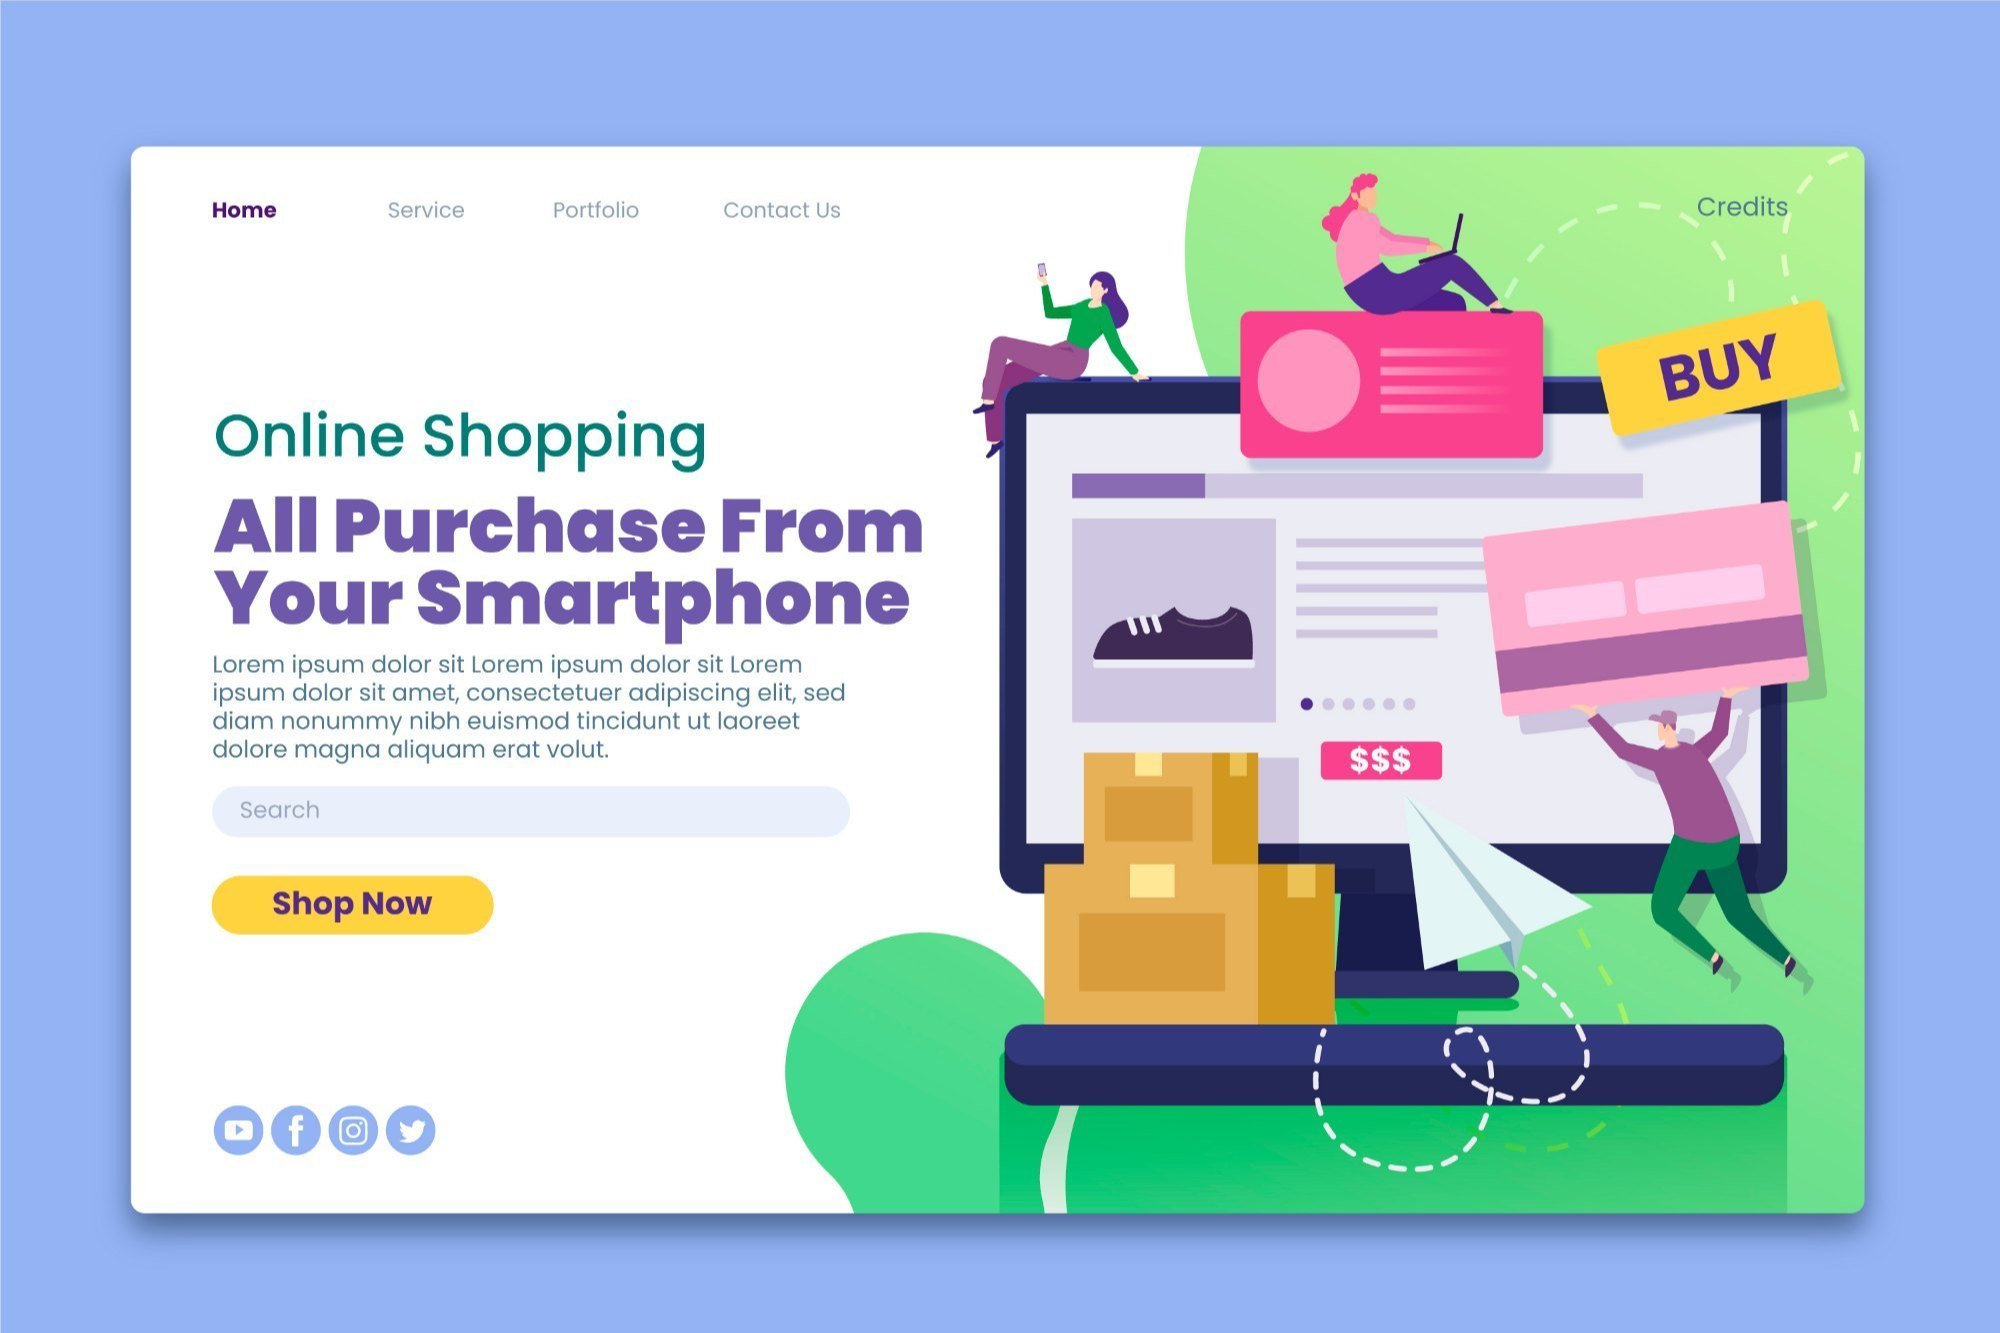 Home
Service
Portfolio
Contact Us
Credits
Online Shopping
All Purchase From
Your Smartphone
Lorem ipsum dolor sit Lorem ipsum dolor sit Lorem
ipsum dolor sit amet, consectetuer adipiscing elit, sed
diam nonummy nibh euismod tincidunt ut laoreet
dolore magna aliquam erat volut.
Search
Shop Now
BUY
$$$